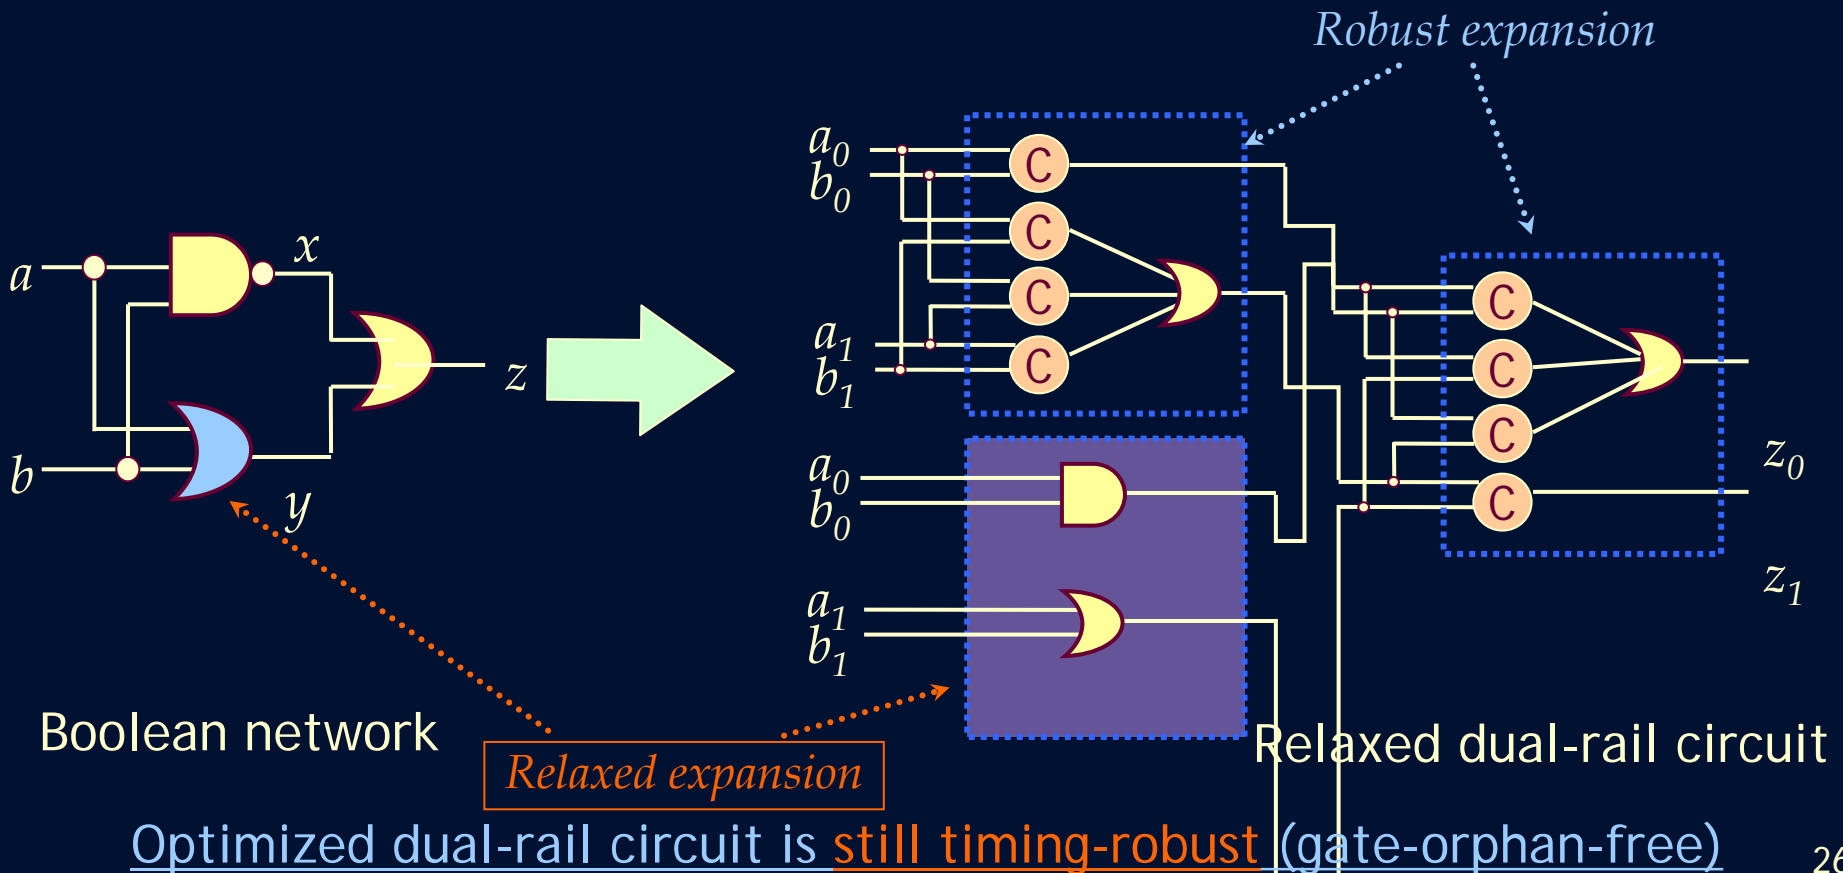 Robust expansion
a
b
x
y
z
a0
b0
a1
b1
C
C
C
C
a0
b0
a1
b1
C
C
C
C
z0
z1
Boolean network
Relaxed expansion
Relaxed dual-rail circuit
Optimized dual-rail circuit is still timing-robust (gate-orphan-free)
26